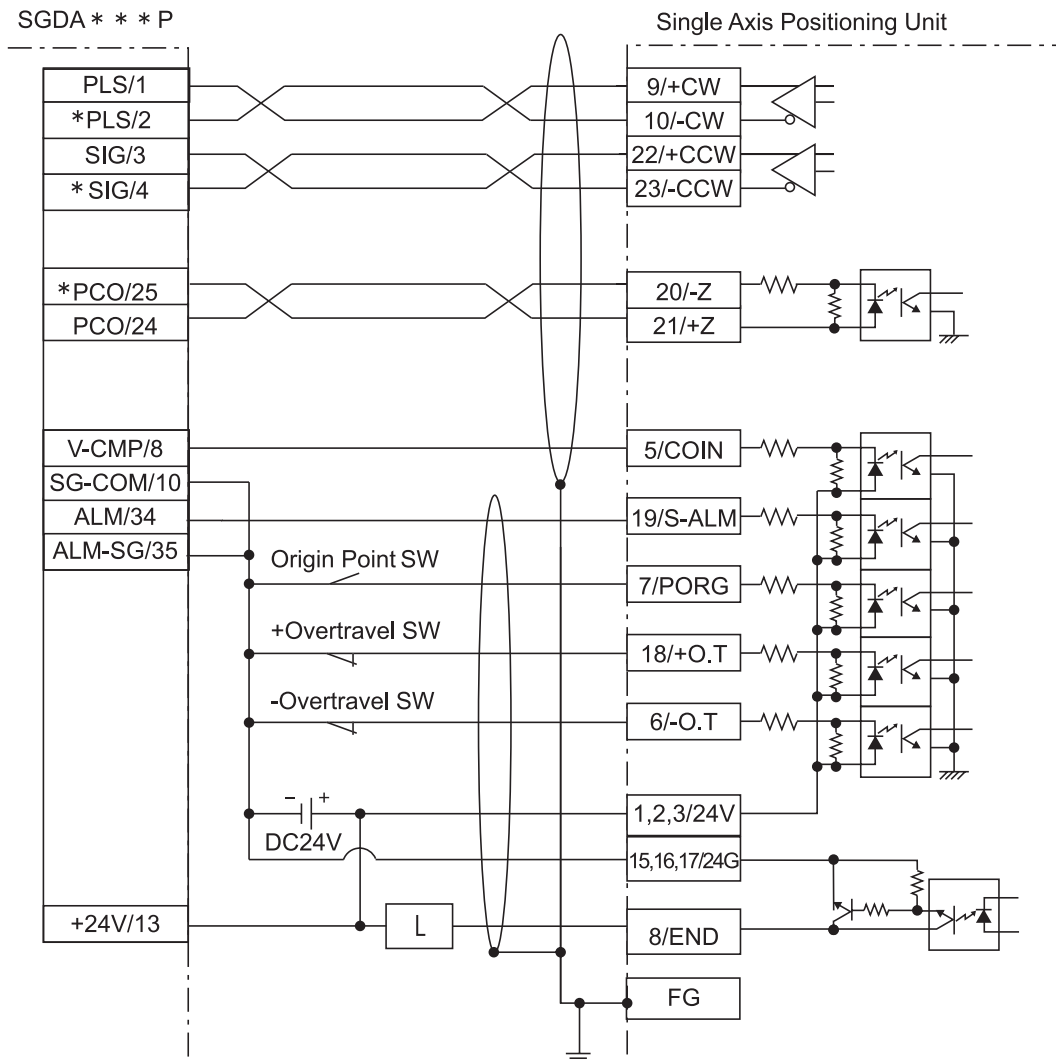 SGDA * * * P
Single Axis Positioning Unit
PLS/1
*PLS/2
SIG/3
* SIG/4
*PCO/25
PCO/24
V-CMP/8
SG-COM/10
ALM/34
ALM-SG/35
+24V/13
Origin Point SW
+Overtravel SW
-Overtravel SW
− +
DC24V
L
9/+CW
10/-CW
22/+CCW
23/-CCW
20/-Z
21/+Z
5/COIN
19/S-ALM
7/PORG
18/+O.T
6/-O.T
1,2,3/24V
15,16,17/24G
8/END
FG